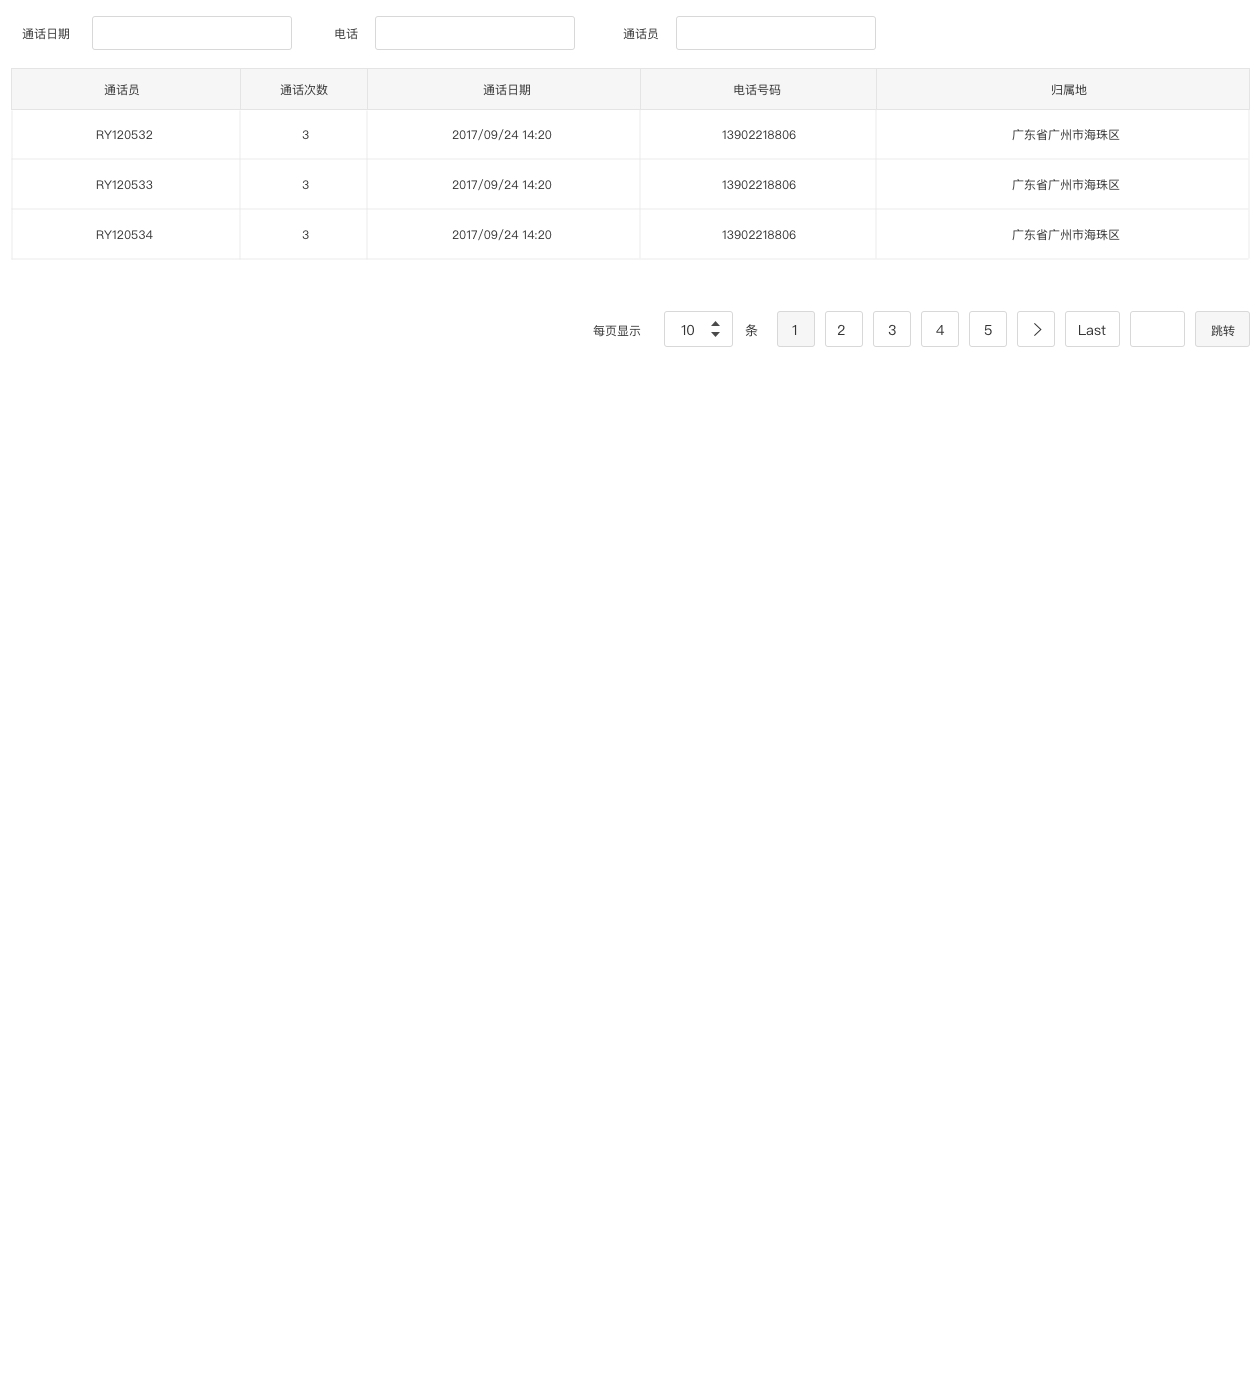 通话日期 电话 通话员
通话员 通话次数 通话日期 电话号码 归属地
RY120532 3 2017/09/24 14:20 13902218806 广东省广州市海珠区
RY120533 3 2017/09/24 14:20 13902218806 广东省广州市海珠区
RY120534 3 2017/09/24 14:20 13902218806 广东省广州市海珠区
每页显示 10 条 1 2 3 4 5 Last 跳转